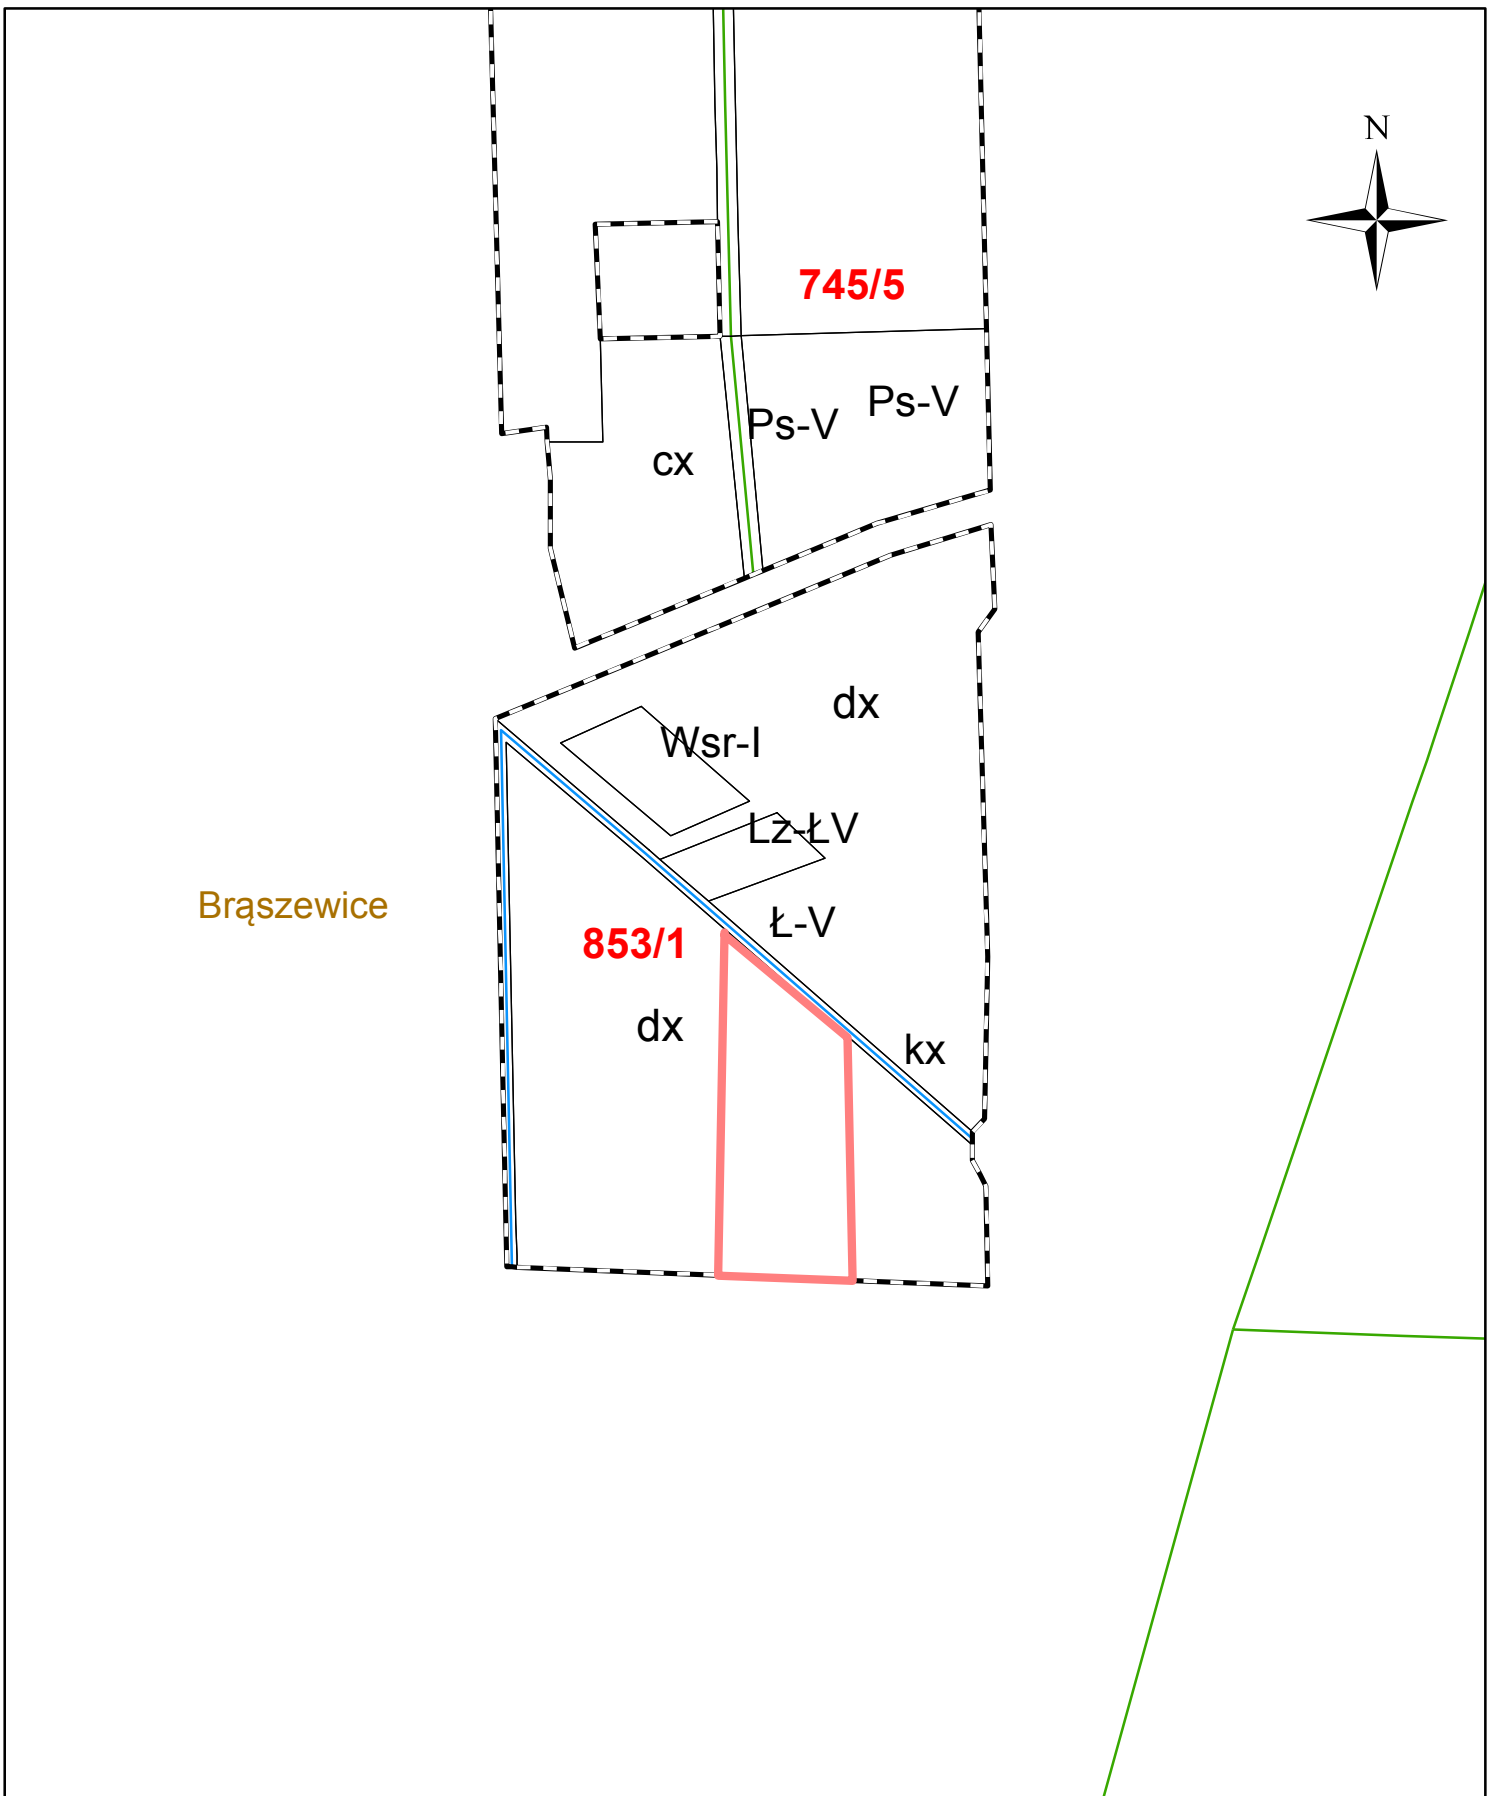 N
745/5
Ps-V
Ps-V
cx
dx
Wsr-I
Lz-ŁV
Brąszewice
Ł-V
853/1
dx
kx